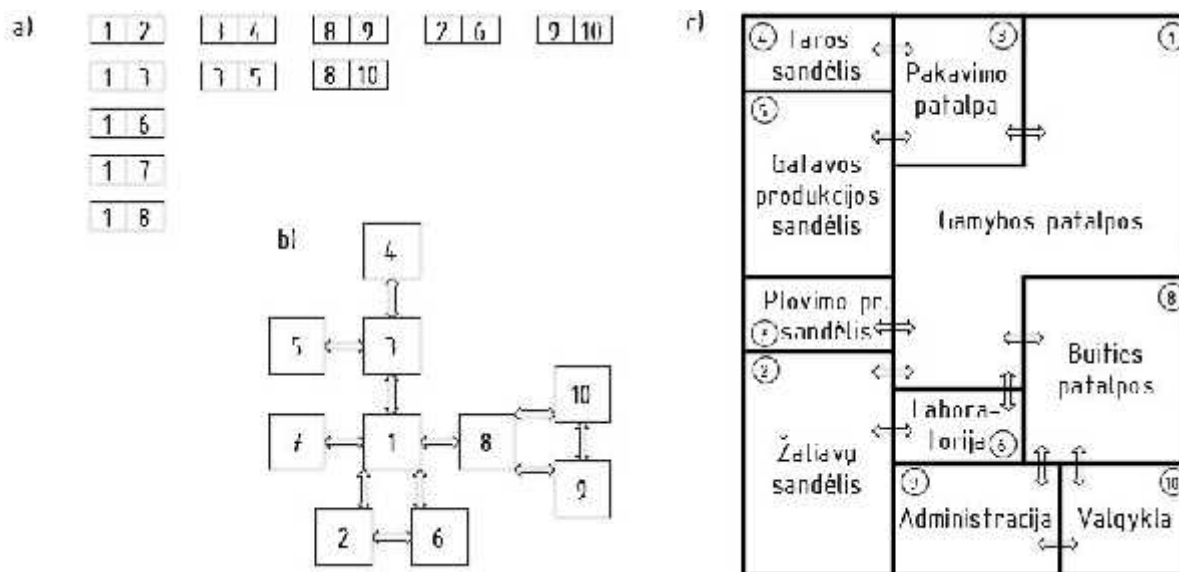 a)
1 2
3 4
8 9
2 6
9 10
1 3
3 5
8 10
1 6
1 7
1 8
b)
4
5
3
10
7
1
8
9
2
6
c)
4
Taros
sandėlis
3
Pakavimo
patalpa
1
5
Gatavos
produkcijos
sandėlis
Gamybos patalpos
Plovimo pr.
7
sandėlis
8
Buities
patalpos
2
Žaliavų
sandėlis
Labora-
torija
6
9
Administracija
10
Valgykla